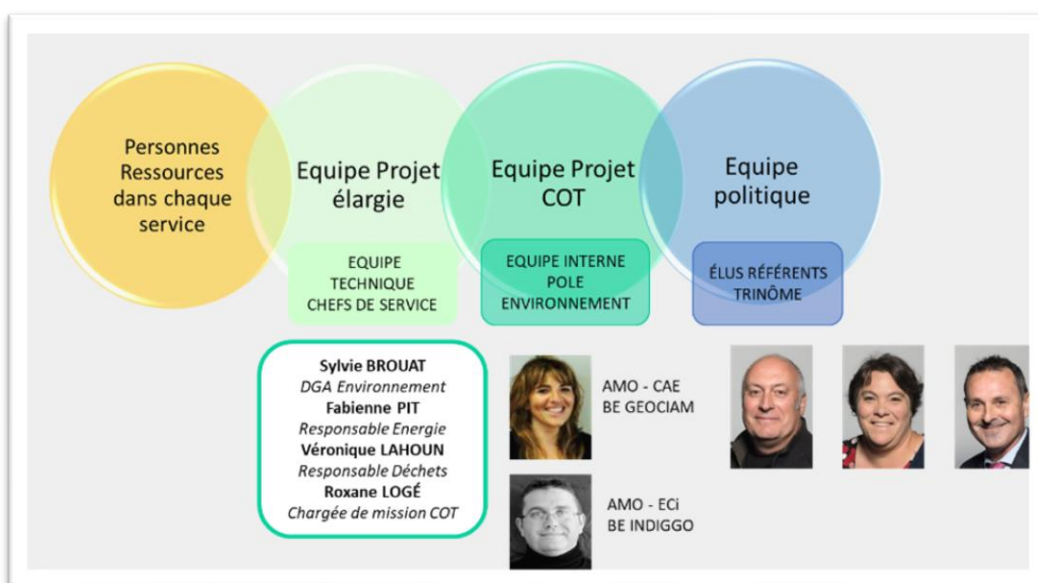 Personnes
Ressources
dans chaque
service
Equipe Projet
élargie
Equipe Projet
COT
Equipe
politique
EQUIPE
TECHNIQUE
CHEFS DE SERVICE
EQUIPE INTERNE
POLE
ENVIRONNEMENT
ÉLUS RÉFÉRENTS
TRINÔME
Sylvie BROUAT
DGA Environnement
Fabienne PIT
Responsable Energie
Véronique LAHOUN
Responsable Déchets
Roxane LOGÉ
Chargée de mission COT
AMO - CAE
BE GEOCIAM
AMO - ECi
BE INDIGGO